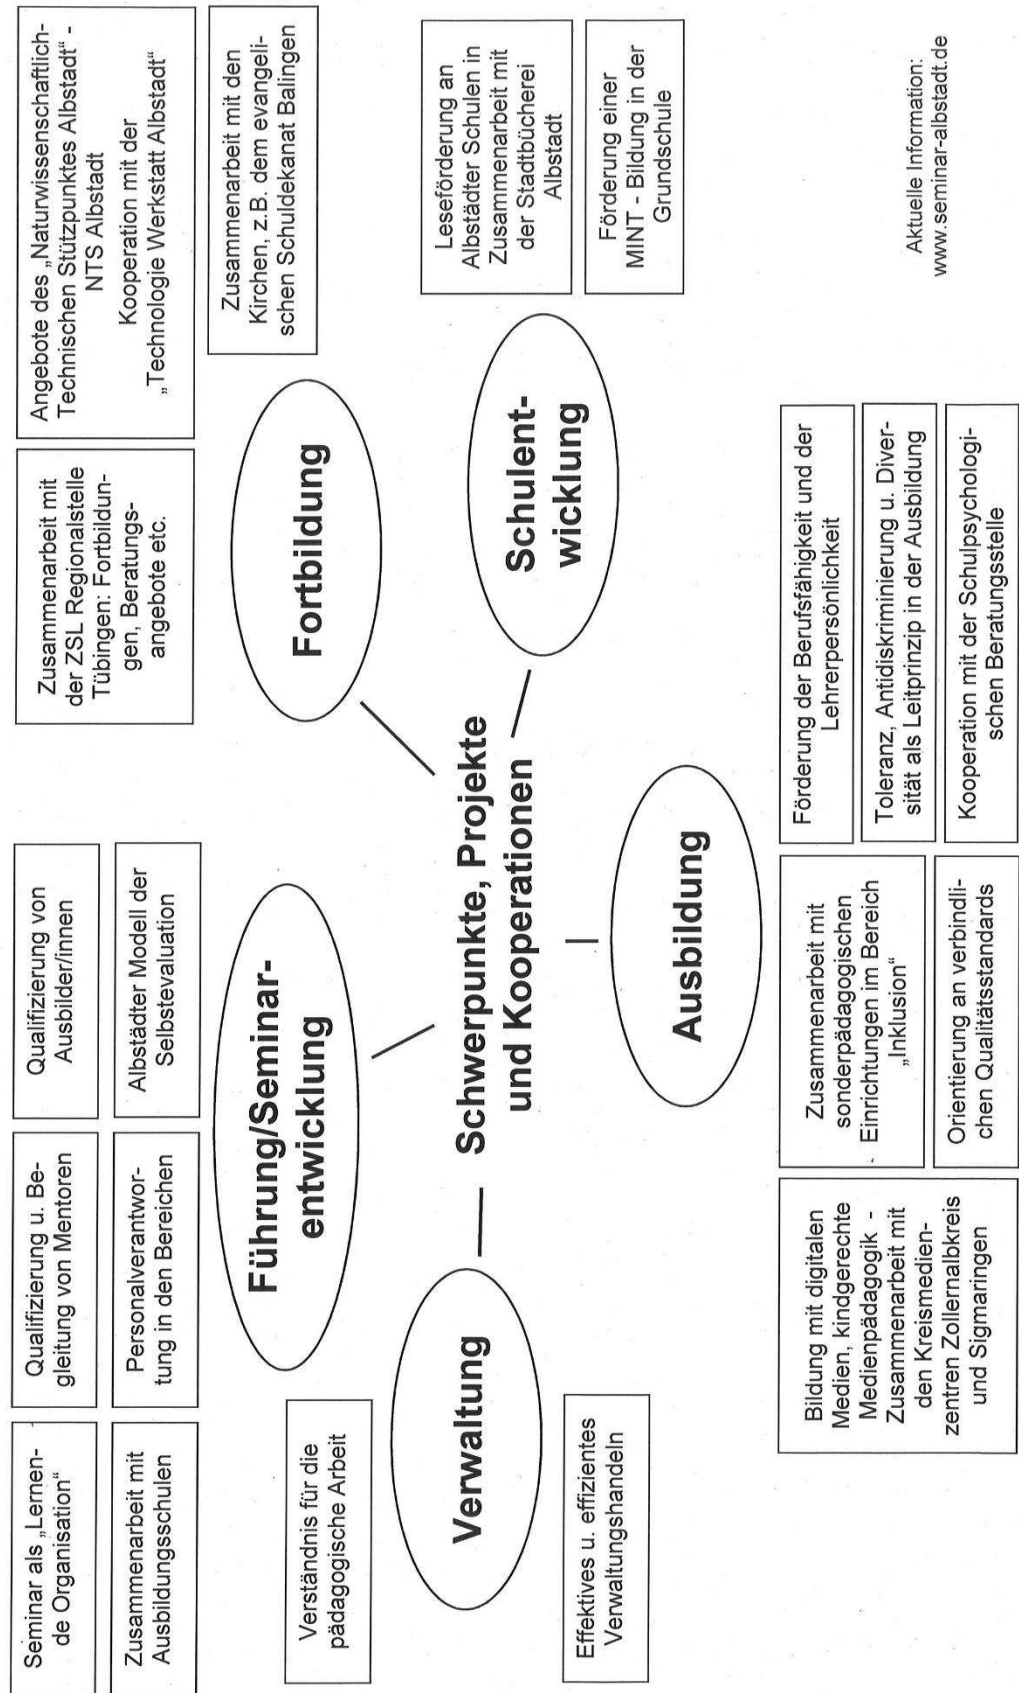 Seminar als „Lernen-
de Organisation“
Qualifizierung u. Be-
gleitung von Mentoren
Qualifizierung von
Ausbilder/innen
Zusammenarbeit mit
Ausbildungsschulen
Personalverantwor-
tung in den Bereichen
Albstädter Modell der
Selbstevaluation
Zusammenarbeit mit
der ZSL Regionalstelle
Tübingen: Fortbildun-
gen, Beratungs-
angebote etc.
Angebote des „Naturwissenschaftlich-
Technischen Stützpunktes Albstadt“ -
NTS Albstadt
Kooperation mit der
„Technologie Werkstatt Albstadt“
Zusammenarbeit mit den
Kirchen, z.B. dem evangeli-
schen Schuldekanat Balingen
Führung/Seminar-
entwicklung
Fortbildung
Verständnis für die
pädagogische Arbeit
Verwaltung
Schwerpunkte, Projekte
und Kooperationen
Schulent-
wicklung
Leseförderung an
Albstädter Schulen in
Zusammenarbeit mit
der Stadtbücherei
Albstadt
Förderung einer
MINT - Bildung in der
Grundschule
Effektives u. effizientes
Verwaltungshandeln
Ausbildung
Bildung mit digitalen
Medien, kindgerechte
Medienpädagogik -
Zusammenarbeit mit
den Kreismedien-
zentren Zollernalbkreis
und Sigmaringen
Zusammenarbeit mit
sonderpädagogischen
Einrichtungen im Bereich
„Inklusion“
Orientierung an verbindli-
chen Qualitätsstandards
Förderung der Berufsfähigkeit und der
Lehrerpersönlichkeit
Toleranz, Antidiskriminierung u. Diver-
sität als Leitprinzip in der Ausbildung
Kooperation mit der Schulpsychologi-
schen Beratungsstelle
Aktuelle Information:
www.seminar-albstadt.de